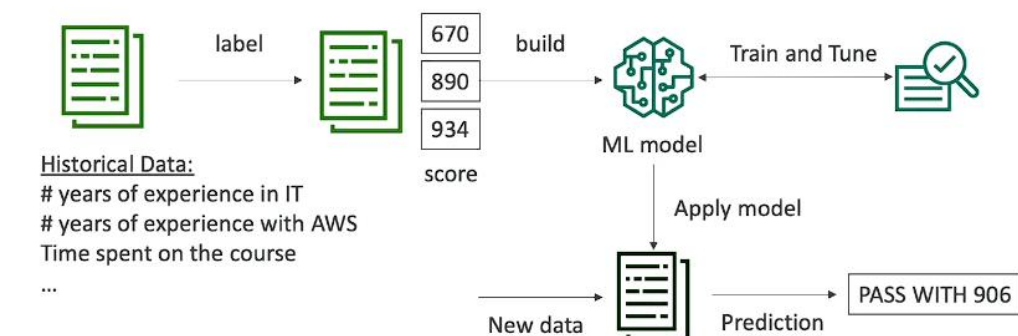 label
670
890
934
score
build
Train and Tune
ML model
Historical Data:
# years of experience in IT
# years of experience with AWS
Time spent on the course
...
Apply model
New data
Prediction
PASS WITH 906